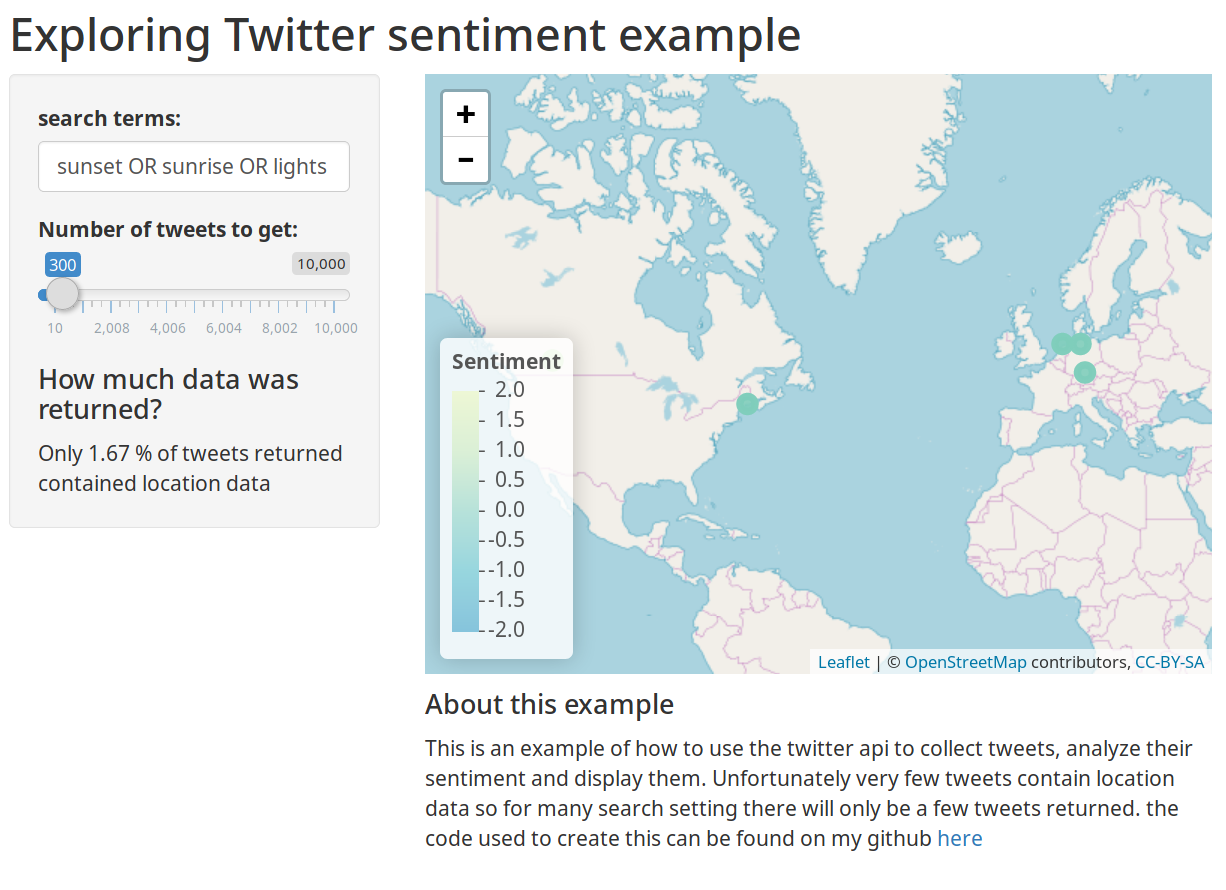 Exploring Twitter sentiment example
search terms:
sunset OR sunrise OR lights
Number of tweets to get:
300
10,000
10 2,008 4,006 6,004 8,002 10,000
How much data was
returned?
Only 1.67 % of tweets returned
contained location data
+
−
Sentiment
2.0
1.5
1.0
0.5
0.0
-0.5
-1.0
-1.5
-2.0
Leaflet | © OpenStreetMap contributors, CC-BY-SA
About this example
This is an example of how to use the twitter api to collect tweets, analyze their
sentiment and display them. Unfortunately very few tweets contain location
data so for many search setting there will only be a few tweets returned. the
code used to create this can be found on my github here